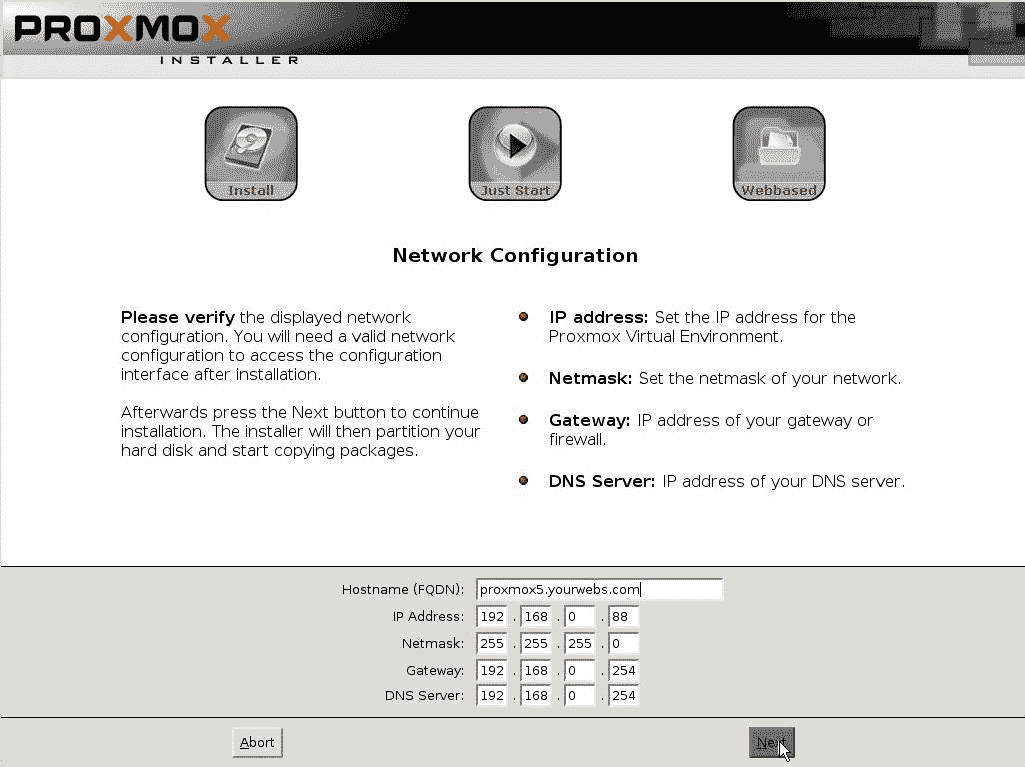 PROXMOX
INSTALLER
Install
Just Start
Webbased
Network Configuration
Please verify the displayed network
configuration. You will need a valid network
configuration to access the configuration
interface after installation.
Afterwards press the Next button to continue
installation. The installer will then partition your
hard disk and start copying packages.
IP address: Set the IP address for the
Proxmox Virtual Environment.
Netmask: Set the netmask of your network.
Gateway: IP address of your gateway or
firewall.
DNS Server: IP address of your DNS server.
Hostname (FQDN): proxmox5.yourwebs.com
IP Address: 192 . 168 . 0 . 88
Netmask: 255 . 255 . 255 . 0
Gateway: 192 . 168 . 0 . 254
DNS Server: 192 . 168 . 0 . 254
Abort
Next